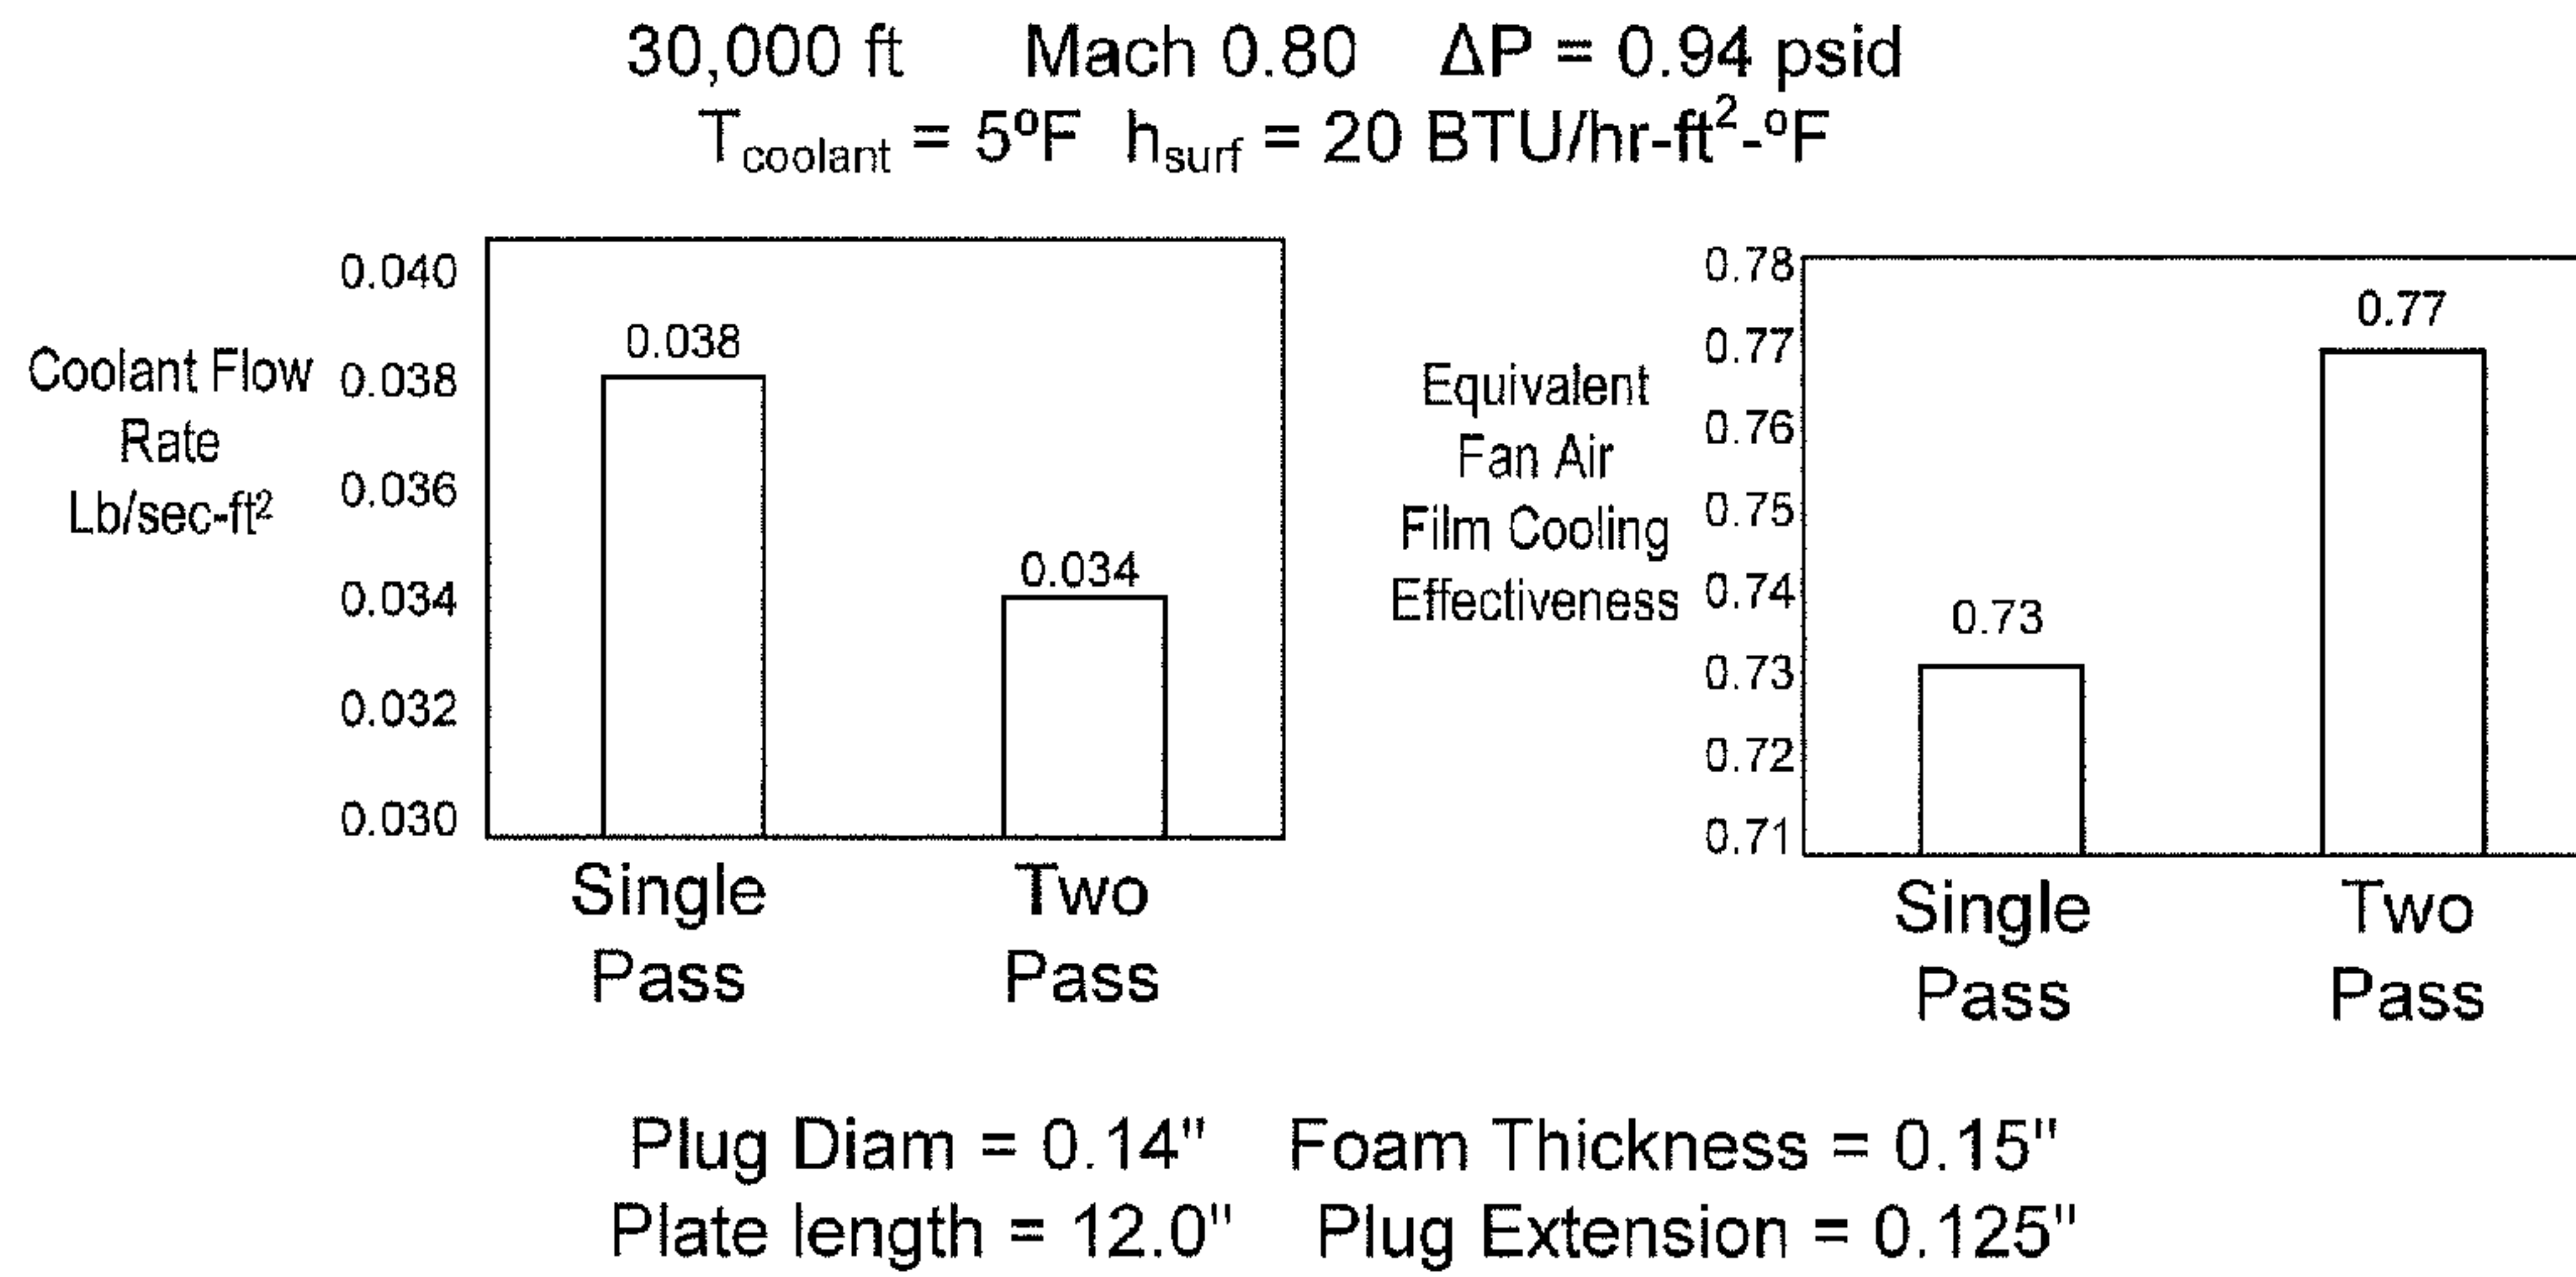 30,000 ft Mach 0.80 ΔP = 0.94 psid
Tcoolant = 5ºF hsurf = 20 BTU/hr-ft²-ºF
Coolant Flow
Rate
Lb/sec-ft²
0.040
0.038
0.036
0.034
0.032
0.030
0.038
0.034
Single
Pass
Two
Pass
Equivalent
Fan Air
Film Cooling
Effectiveness
0.78
0.77
0.76
0.75
0.74
0.73
0.72
0.71
0.73
0.77
Single
Pass
Two
Pass
Plug Diam = 0.14" Foam Thickness = 0.15"
Plate length = 12.0" Plug Extension = 0.125"